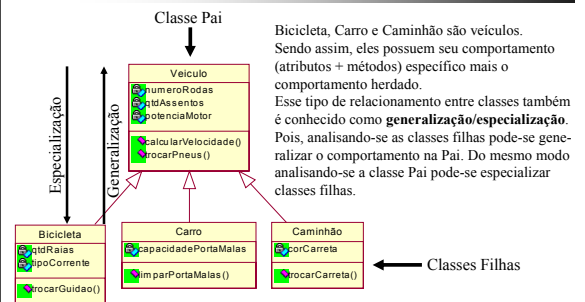 Classe Pai
Bicicleta, Carro e Caminhão são veículos.
Sendo assim, eles possuem seu comportamento
(atributos + métodos) específico mais o
comportamento herdado.
Esse tipo de relacionamento entre classes também
é conhecido como generalização/especialização.
Pois, analisando-se as classes filhas pode-se gene-
ralizar o comportamento na Pai. Do mesmo modo
analisando-se a classe Pai pode-se especializar
classes filhas.
Especialização
Generalização
Veiculo
numeroRodas
qtdAssentos
potenciaMotor
calcularVelocidade()
trocarPneus()
Bicicleta
qtdRaias
tipoCorrente
trocarGuidao()
Carro
capacidadePortaMalas
limparPortaMalas()
Caminhão
corCarreta
trocarCarreta()
Classes Filhas